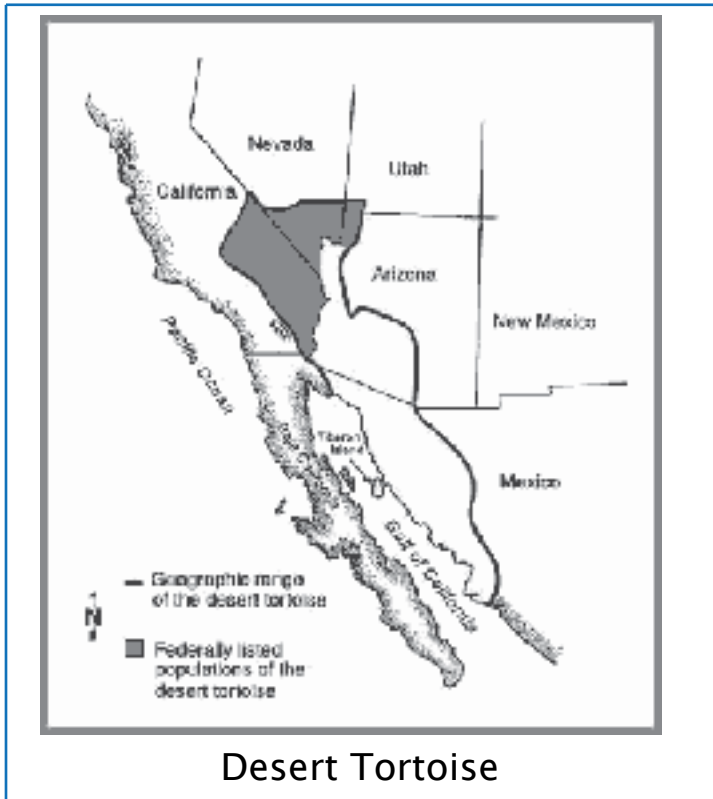 Nevada
Utah
California
Arizona
New Mexico
Pacific Ocean
Tiburon
Island
Mexico
Gulf of California
Geographic range
of the desert tortoise
N
Federally listed
populations of the
desert tortoise
Desert Tortoise